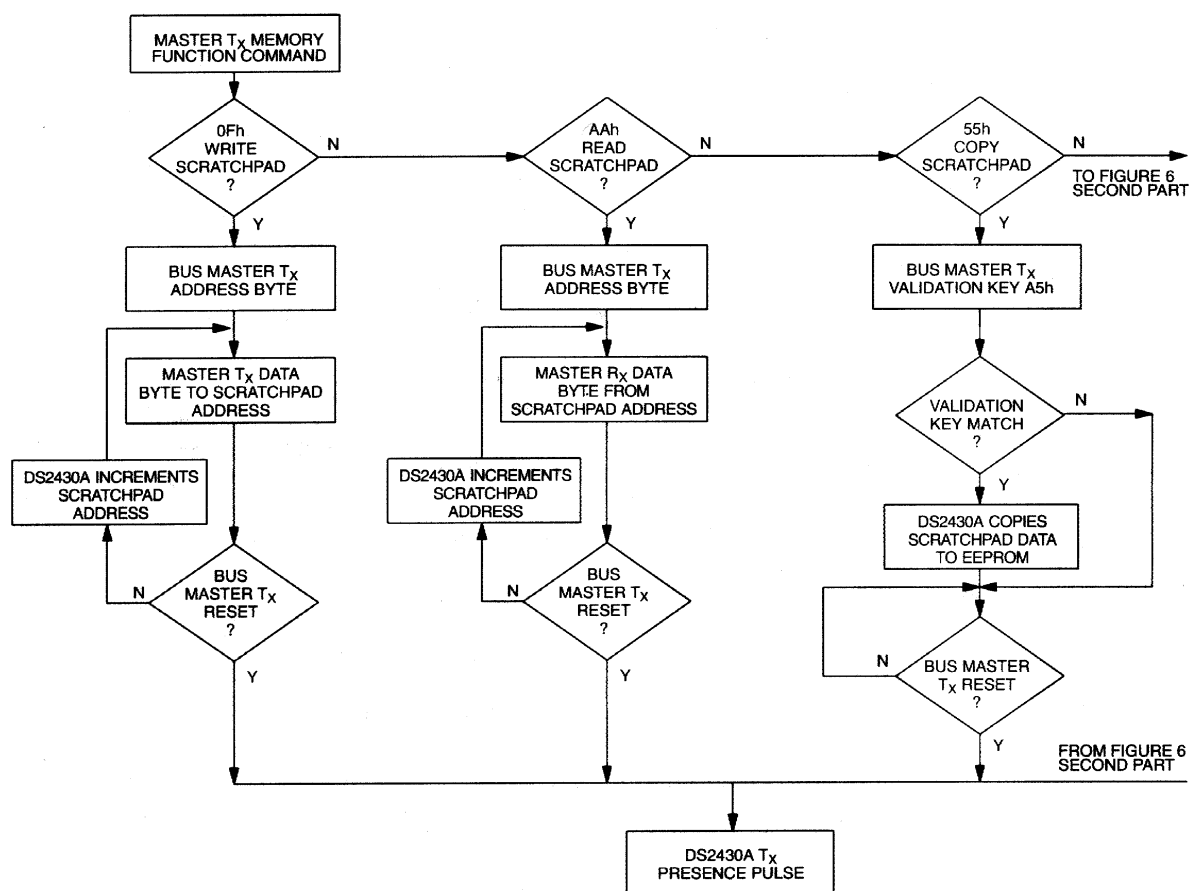 MASTER TX MEMORY
FUNCTION COMMAND
0Fh
WRITE
SCRATCHPAD
?
N
Y
AAh
READ
SCRATCHPAD
?
N
Y
55h
COPY
SCRATCHPAD
?
N
Y
TO FIGURE 6
SECOND PART
BUS MASTER TX
ADDRESS BYTE
BUS MASTER TX
ADDRESS BYTE
BUS MASTER TX
VALIDATION KEY A5h
MASTER TX DATA
BYTE TO SCRATCHPAD
ADDRESS
MASTER RX DATA
BYTE FROM
SCRATCHPAD ADDRESS
VALIDATION
KEY MATCH
?
N
Y
DS2430A INCREMENTS
SCRATCHPAD
ADDRESS
DS2430A INCREMENTS
SCRATCHPAD
ADDRESS
DS2430A COPIES
SCRATCHPAD DATA
TO EEPROM
BUS
MASTER TX
RESET
?
N
Y
BUS
MASTER TX
RESET
?
N
Y
BUS MASTER
TX RESET
?
N
Y
FROM FIGURE 6
SECOND PART
DS2430A TX
PRESENCE PULSE